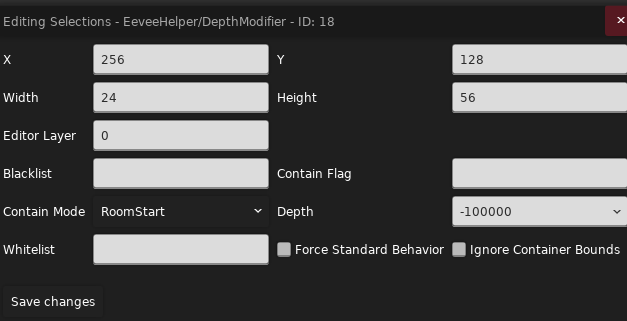 Editing Selections - EeveeHelper/DepthModifier - ID: 18
X 256 Y 128
Width 24 Height 56
Editor Layer 0
Blacklist Contain Flag
Contain Mode RoomStart Depth -100000
Whitelist Force Standard Behavior Ignore Container Bounds
Save changes